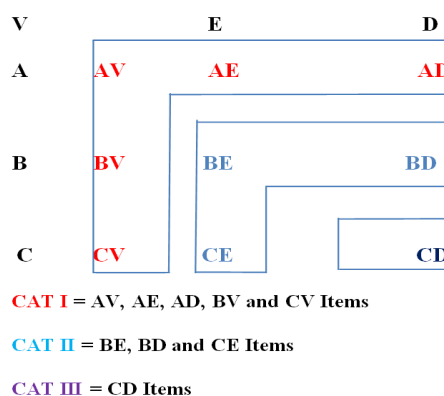 V E D
A AV AE AD
B BV BE BD
C CV CE CD
CAT I = AV, AE, AD, BV and CV Items
CAT II = BE, BD and CE Items
CAT III = CD Items